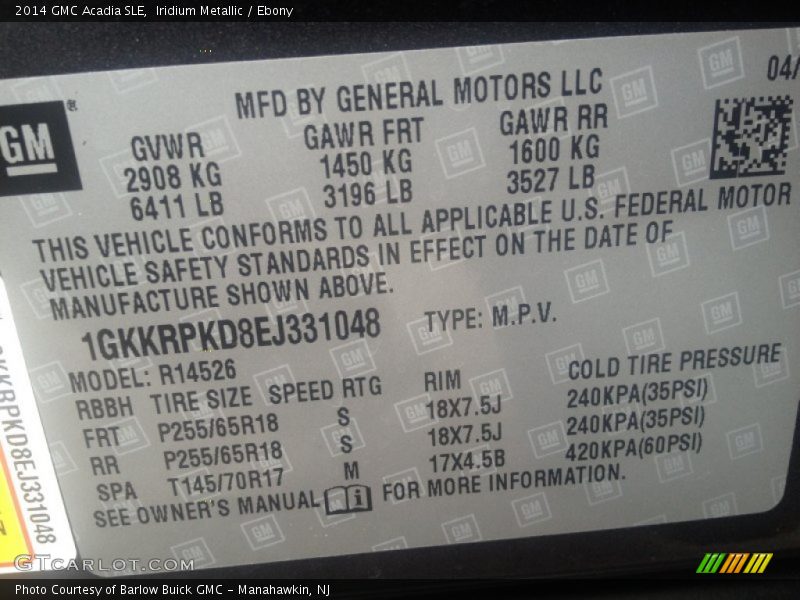 2014 GMC Acadia SLE,  Iridium Metallic / Ebony
04/
MFD BY GENERAL MOTORS LLC
GM®
GVWR GAWR FRT GAWR RR
2908 KG 1450 KG 1600 KG
6411 LB 3196 LB 3527 LB
THIS VEHICLE CONFORMS TO ALL APPLICABLE U.S. FEDERAL MOTOR
VEHICLE SAFETY STANDARDS IN EFFECT ON THE DATE OF
MANUFACTURE SHOWN ABOVE.
1GKKRPKD8EJ331048 TYPE: M.P.V.
MODEL: R14526
RBBH TIRE SIZE SPEED RTG RIM COLD TIRE PRESSURE
FRT P255/65R18 S 18X7.5J 240KPA(35PSI)
RR P255/65R18 S 18X7.5J 240KPA(35PSI)
SPA T145/70R17 M 17X4.5B 420KPA(60PSI)
SEE OWNER'S MANUAL FOR MORE INFORMATION.
KKRPKD8EJ331048
GTCARLOT.COM
Photo Courtesy of Barlow Buick GMC - Manahawkin, NJ